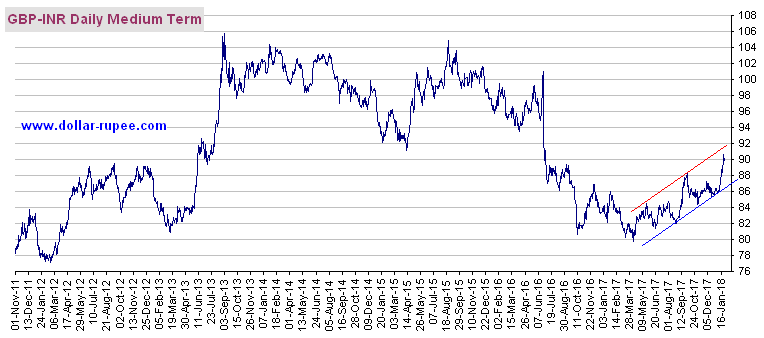 GBP-INR Daily Medium Term
108
106
104
102
100
98
96
94
92
90
88
86
84
82
80
78
76
www.dollar-rupee.com
01-Nov-11
13-Dec-11
24-Jan-12
06-Mar-12
17-Apr-12
29-May-12
10-Jul-12
21-Aug-12
02-Oct-12
13-Nov-12
25-Dec-12
05-Feb-13
19-Mar-13
30-Apr-13
11-Jun-13
23-Jul-13
03-Sep-13
15-Oct-13
26-Nov-13
07-Jan-14
18-Feb-14
01-Apr-14
13-May-14
24-Jun-14
05-Aug-14
16-Sep-14
28-Oct-14
09-Dec-14
20-Jan-15
03-Mar-15
14-Apr-15
26-May-15
07-Jul-15
18-Aug-15
29-Sep-15
10-Nov-15
22-Dec-15
02-Feb-16
15-Mar-16
26-Apr-16
07-Jun-16
19-Jul-16
30-Aug-16
11-Oct-16
22-Nov-16
03-Jan-17
14-Feb-17
28-Mar-17
09-May-17
20-Jun-17
01-Aug-17
12-Sep-17
24-Oct-17
05-Dec-17
16-Jan-18